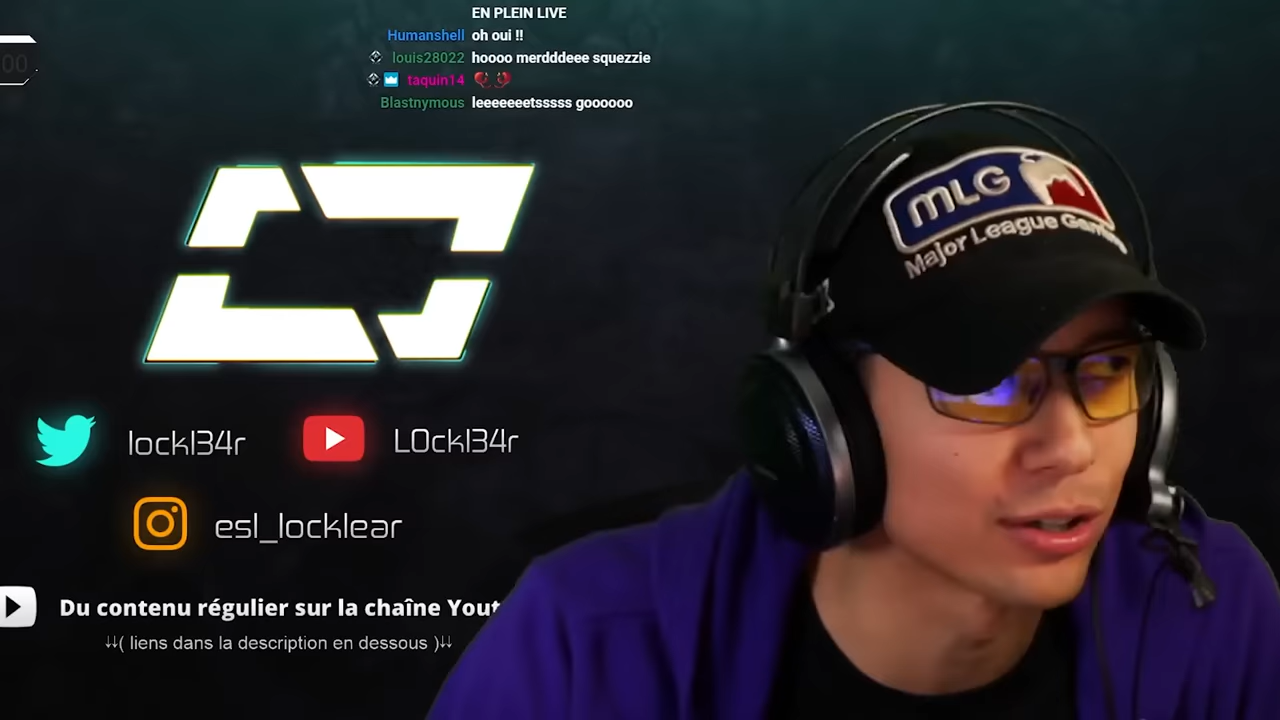 EN PLEIN LIVE
Humanshell oh oui !!
louis28022 hoooo merdddeee squezzie
taquin14
Blastnymous leeeeeeetsssss goooooo
00
MLG
Major League
lockl34r
L0ckl34r
esl_locklear
Du contenu régulier sur la chaîne Yout
↓↓( liens dans la description en dessous )↓↓